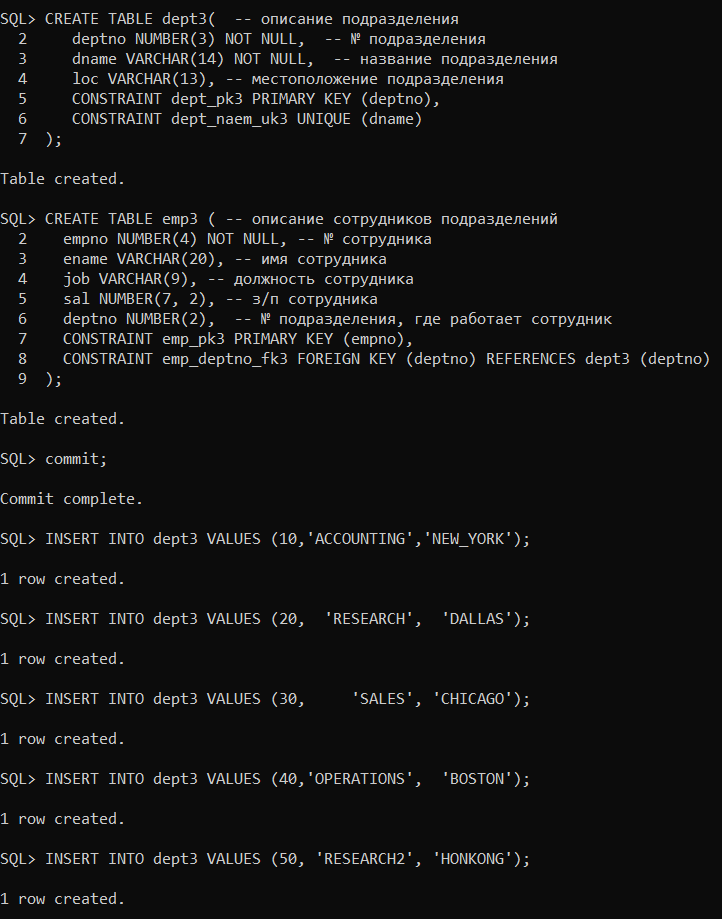 SQL> CREATE TABLE dept3(  -- описание подразделения
  2     deptno NUMBER(3) NOT NULL,  -- № подразделения
  3     dname VARCHAR(14) NOT NULL,  -- название подразделения
  4     loc VARCHAR(13), -- местоположение подразделения
  5     CONSTRAINT dept_pk3 PRIMARY KEY (deptno),
  6     CONSTRAINT dept_naem_uk3 UNIQUE (dname)
  7  );
Table created.
SQL> CREATE TABLE emp3 ( -- описание сотрудников подразделений
  2    empno NUMBER(4) NOT NULL, -- № сотрудника
  3    ename VARCHAR(20), -- имя сотрудника
  4    job VARCHAR(9), -- должность сотрудника
  5    sal NUMBER(7, 2), -- з/п сотрудника
  6    deptno NUMBER(2),  -- № подразделения, где работает сотрудник
  7    CONSTRAINT emp_pk3 PRIMARY KEY (empno),
  8    CONSTRAINT emp_deptno_fk3 FOREIGN KEY (deptno) REFERENCES dept3 (deptno)
  9  );
Table created.
SQL> commit;
Commit complete.
SQL> INSERT INTO dept3 VALUES (10,'ACCOUNTING','NEW_YORK');
1 row created.
SQL> INSERT INTO dept3 VALUES (20,  'RESEARCH',  'DALLAS');
1 row created.
SQL> INSERT INTO dept3 VALUES (30,     'SALES', 'CHICAGO');
1 row created.
SQL> INSERT INTO dept3 VALUES (40,'OPERATIONS',  'BOSTON');
1 row created.
SQL> INSERT INTO dept3 VALUES (50, 'RESEARCH2', 'HONKONG');
1 row created.